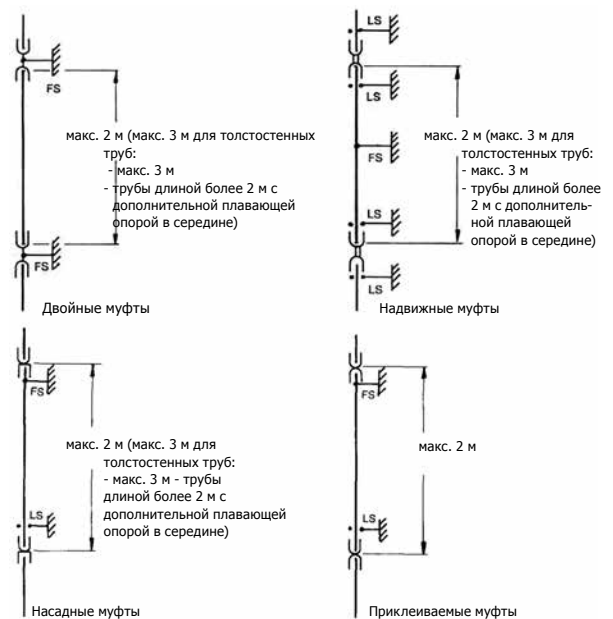 FS
макс. 2 м (макс. 3 м для толстостенных
труб:
- макс. 3 м
- трубы длиной более 2 м с
дополнительной плавающей
опорой в середине)
FS
Двойные муфты
LS
LS
макс. 2 м (макс. 3 м для
толстостенных труб:
- макс. 3 м
- трубы длиной более
2 м с дополнитель-
ной плавающей
опорой в середине)
FS
LS
LS
Надвижные муфты
FS
макс. 2 м (макс. 3 м для
толстостенных труб:
- макс. 3 м - трубы
длиной более 2 м с
дополнительной плавающей
опорой в середине)
LS
Насадные муфты
FS
макс. 2 м
LS
Приклеиваемые муфты